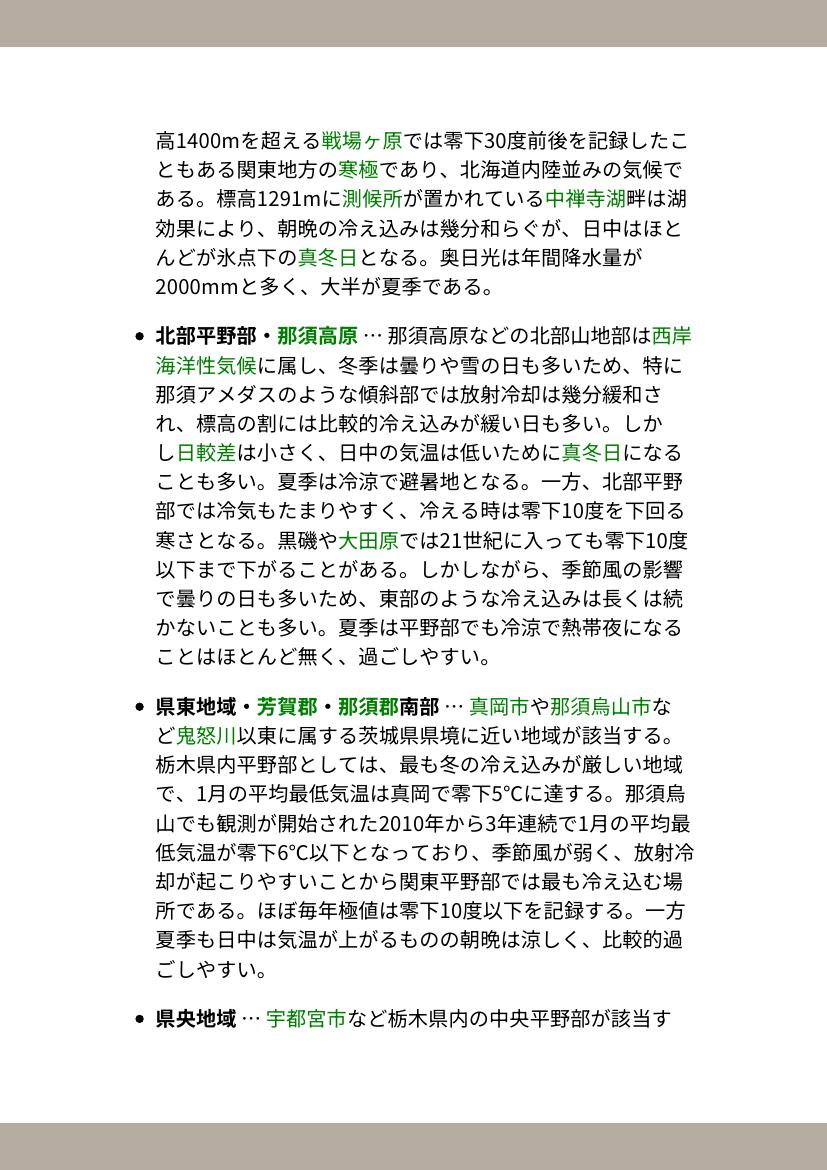 高1400mを超える戦場ヶ原では零下30度前後を記録したこ
ともある関東地方の寒極であり、北海道内陸並みの気候で
ある。標高1291mに測候所が置かれている中禅寺湖畔は湖
効果により、朝晩の冷え込みは幾分和らぐが、日中はほと
んどが氷点下の真冬日となる。奥日光は年間降水量が
2000mmと多く、大半が夏季である。
• 北部平野部・那須高原 … 那須高原などの北部山地部は西岸
海洋性気候に属し、冬季は曇りや雪の日も多いため、特に
那須アメダスのような傾斜部では放射冷却は幾分緩和さ
れ、標高の割には比較的冷え込みが緩い日も多い。しか
し日較差は小さく、日中の気温は低いために真冬日になる
ことも多い。夏季は冷涼で避暑地となる。一方、北部平野
部では冷気もたまりやすく、冷える時は零下10度を下回る
寒さとなる。黒磯や大田原では21世紀に入っても零下10度
以下まで下がることがある。しかしながら、季節風の影響
で曇りの日も多いため、東部のような冷え込みは長くは続
かないことも多い。夏季は平野部でも冷涼で熱帯夜になる
ことはほとんど無く、過ごしやすい。
• 県東地域・芳賀郡・那須郡南部 … 真岡市や那須烏山市な
ど鬼怒川以東に属する茨城県県境に近い地域が該当する。
栃木県内平野部としては、最も冬の冷え込みが厳しい地域
で、1月の平均最低気温は真岡で零下5℃に達する。那須烏
山でも観測が開始された2010年から3年連続で1月の平均最
低気温が零下6℃以下となっており、季節風が弱く、放射冷
却が起こりやすいことから関東平野部では最も冷え込む場
所である。ほぼ毎年極値は零下10度以下を記録する。一方
夏季も日中は気温が上がるものの朝晩は涼しく、比較的過
ごしやすい。
• 県央地域 … 宇都宮市など栃木県内の中央平野部が該当す